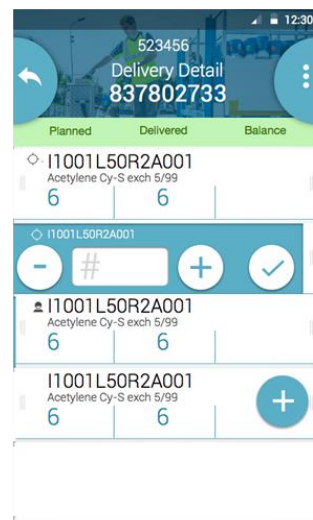 12:30
523456
Delivery Detail
837802733
Planned Delivered Balance
I1001L50R2A001
Acetylene Cy-S exch 5/99
6 6
I1001L50R2A001
- # +
I1001L50R2A001
Acetylene Cy-S exch 5/99
6 6
I1001L50R2A001
Acetylene Cy-S exch 5/99
6 6
+